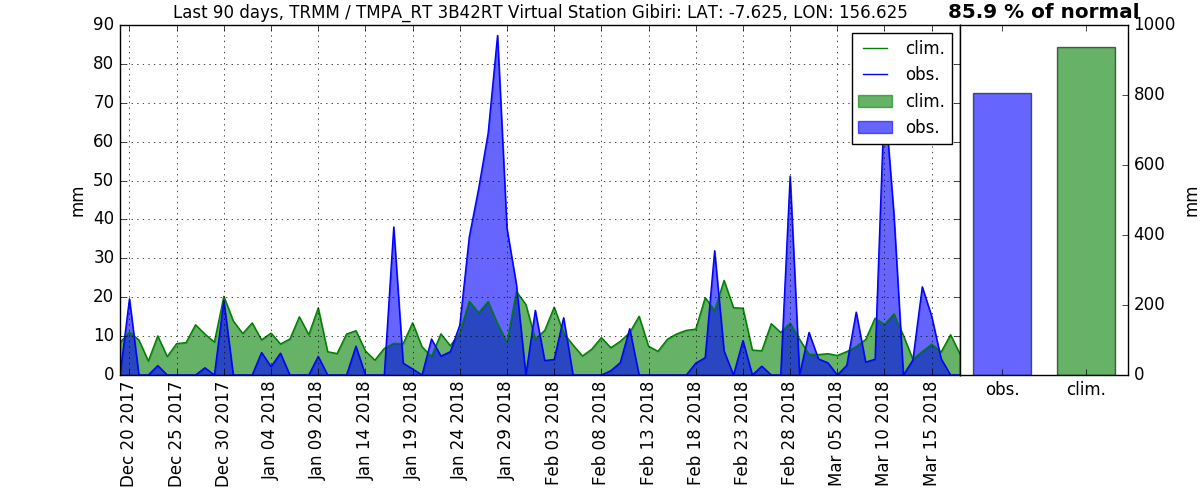 Last 90 days, TRMM / TMPA_RT 3B42RT Virtual Station Gibiri: LAT: -7.625, LON: 156.625
85.9 % of normal
90
80
70
60
50
40
30
20
10
0
mm
clim.
obs.
clim.
obs.
1000
800
600
400
200
0
mm
obs.
clim.
Dec 20 2017
Dec 25 2017
Dec 30 2017
Jan 04 2018
Jan 09 2018
Jan 14 2018
Jan 19 2018
Jan 24 2018
Jan 29 2018
Feb 03 2018
Feb 08 2018
Feb 13 2018
Feb 18 2018
Feb 23 2018
Feb 28 2018
Mar 05 2018
Mar 10 2018
Mar 15 2018